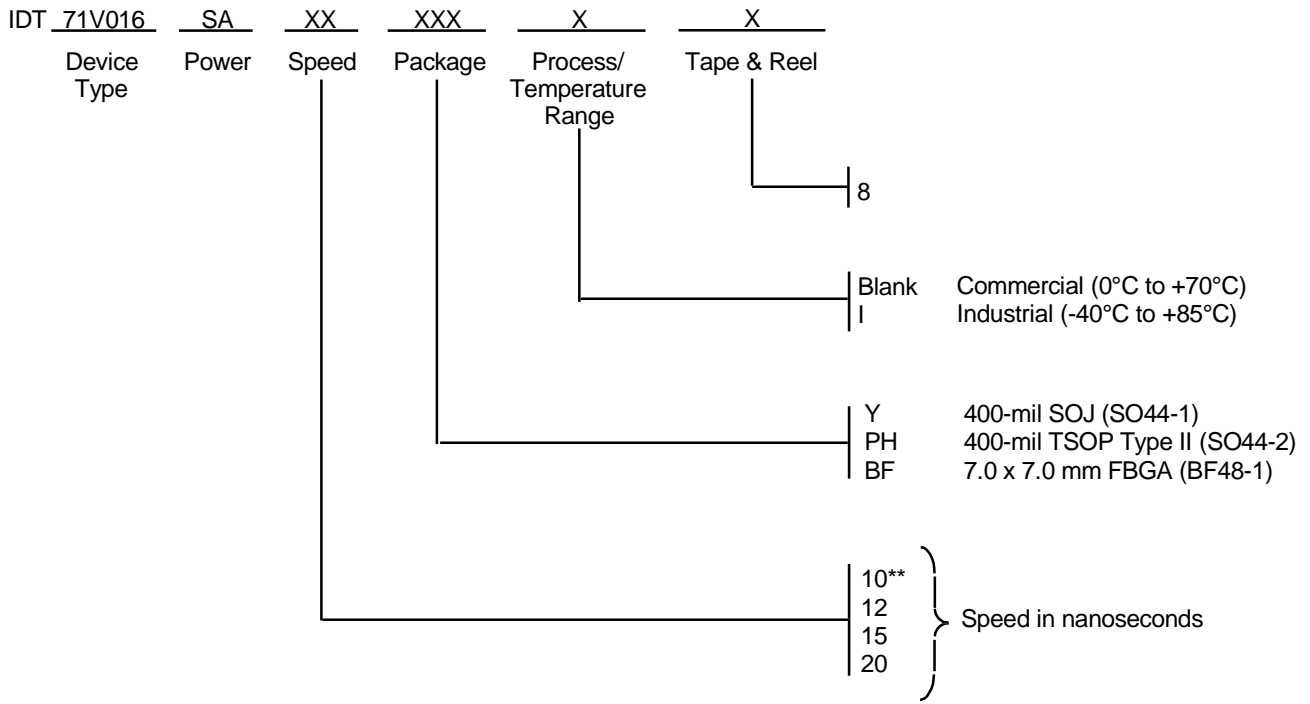 IDT 71V016 SA XX XXX X X
Device Type Power Speed Package Process/ Temperature Range Tape & Reel
8
Blank Commercial (0°C to +70°C)
I Industrial (-40°C to +85°C)
Y 400-mil SOJ (SO44-1)
PH 400-mil TSOP Type II (SO44-2)
BF 7.0 x 7.0 mm FBGA (BF48-1)
10**
12
15
20
Speed in nanoseconds